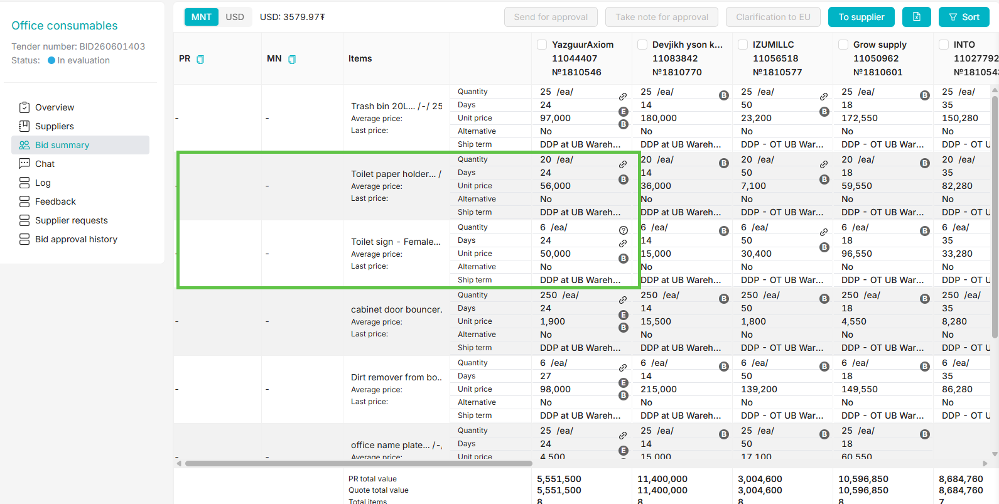 Office consumables
Tender number: BID260601403
Status: In evaluation
Overview
Suppliers
Bid summary
Chat
Log
Feedback
Supplier requests
Bid approval history
MNT USD USD: 3579.97₮ Send for approval Take note for approval Clarification to EU To supplier Sort
PR MN Items
YazguurAxiom Devjikh yson k... IZUMILLC Grow supply INTO
11044407 11083842 11056518 11050962 11027792
№1810546 №1810770 №1810577 №1810601 №181054
- - Trash bin 20L... /-/ 25
Average price:
Last price:
Quantity 25 /ea/ 25 /ea/ B 25 /ea/ 25 /ea/ B 25 /ea/
Days 24 E 14 50 B 18 35
Unit price 97,000 B 180,000 23,200 172,550 150,280
Alternative No No No No No
Ship term DDP at UB Wareh... DDP at UB Wareh... DDP - OT UB War... DDP - OT UB War... DDP - OT U
- - Toilet paper holder... /
Average price:
Last price:
Quantity 20 /ea/ 20 /ea/ B 20 /ea/ 20 /ea/ B 20 /ea/
Days 24 B 14 50 B 18 35
Unit price 56,000 36,000 7,100 59,550 82,280
Alternative No No No No No
Ship term DDP at UB Wareh... DDP at UB Wareh... DDP - OT UB War... DDP - OT UB War... DDP - OT U
- - Toilet sign - Female...
Average price:
Last price:
Quantity 6 /ea/ 6 /ea/ B 6 /ea/ 6 /ea/ B 6 /ea/
Days 24 14 50 B 18 35
Unit price 50,000 B 15,000 30,400 96,550 33,280
Alternative No No No No No
Ship term DDP at UB Wareh... DDP at UB Wareh... DDP - OT UB War... DDP - OT UB War... DDP - OT U
- - cabinet door bouncer.
Average price:
Last price:
Quantity 250 /ea/ 250 /ea/ B 250 /ea/ B 250 /ea/ B 250 /ea/
Days 24 E 14 50 18 35
Unit price 1,900 B 15,500 1,800 4,550 8,280
Alternative No No No No No
Ship term DDP at UB Wareh... DDP at UB Wareh... DDP - OT UB War... DDP - OT UB War... DDP - OT U
- - Dirt remover from bo..
Average price:
Last price:
Quantity 6 /ea/ 6 /ea/ B 6 /ea/ B 6 /ea/ B 6 /ea/
Days 27 E 14 50 18 35
Unit price 98,000 B 215,000 139,200 149,550 86,280
Alternative No No No No No
Ship term DDP at UB Wareh... DDP at UB Wareh... DDP - OT UB War... DDP - OT UB War... DDP - OT U
- - office name plate... /-,
Average price:
Quantity 25 /ea/ 25 /ea/ B 25 /ea/ B 25 /ea/ B
Days 24 E 14 50 18
Unit price 4,500 15,000 17,100 60,550
PR total value 5,551,500 11,400,000 3,004,600 10,596,850 8,684,760
Quote total value 5,551,500 11,400,000 3,004,600 10,596,850 8,684,760
Total items 8 8 8 8 7